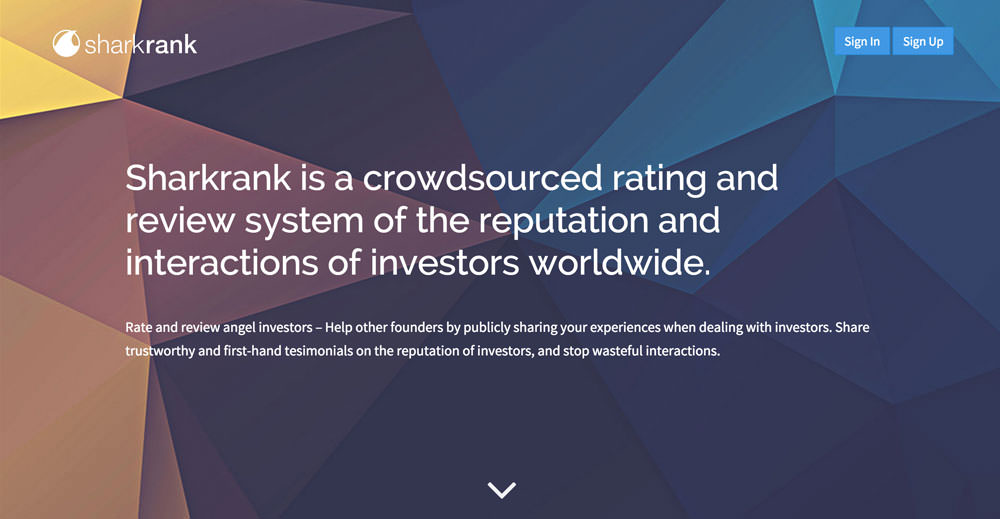 sharkrank
Sign In
Sign Up
Sharkrank is a crowdsourced rating and
review system of the reputation and
interactions of investors worldwide.
Rate and review angel investors – Help other founders by publicly sharing your experiences when dealing with investors. Share
trustworthy and first-hand tesimonials on the reputation of investors, and stop wasteful interactions.